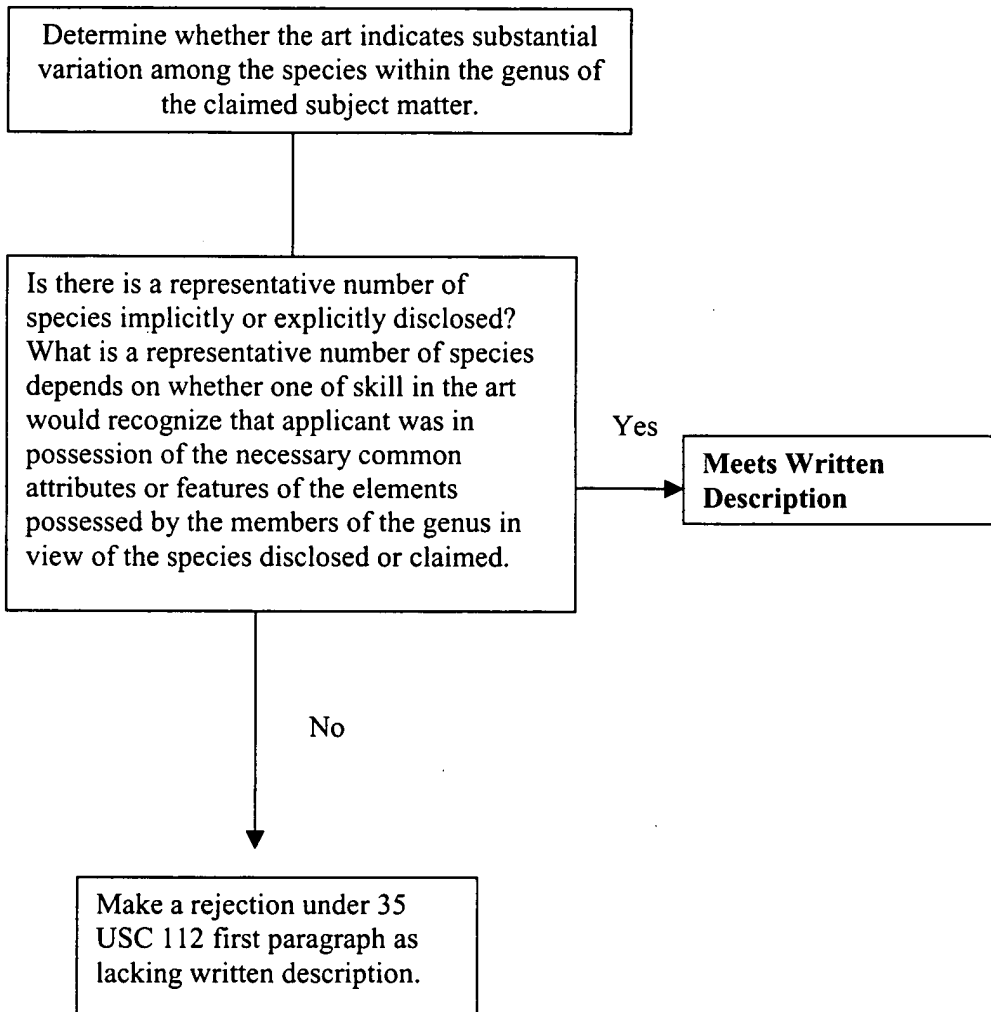 Determine whether the art indicates substantial
variation among the species within the genus of
the claimed subject matter.
Is there is a representative number of
species implicitly or explicitly disclosed?
What is a representative number of species
depends on whether one of skill in the art
would recognize that applicant was in
possession of the necessary common
attributes or features of the elements
possessed by the members of the genus in
view of the species disclosed or claimed.
Yes
Meets Written
Description
No
Make a rejection under 35
USC 112 first paragraph as
lacking written description.